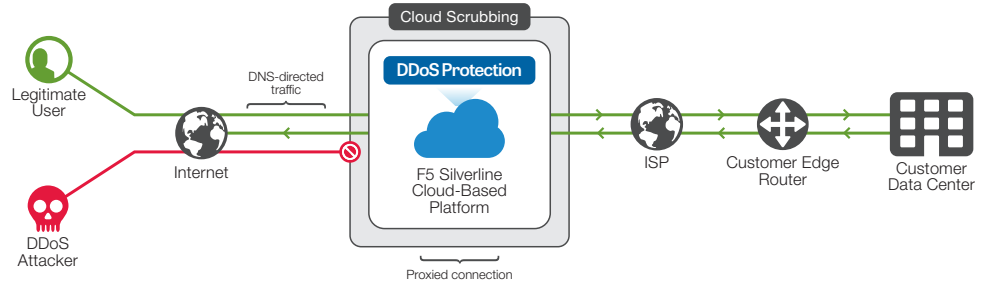 Cloud Scrubbing
DDoS Protection
Legitimate
User
DNS-directed
traffic
Internet
F5 Silverline
Cloud-Based
Platform
ISP
Customer Edge
Router
Customer
Data Center
DDoS
Attacker
Proxied connection